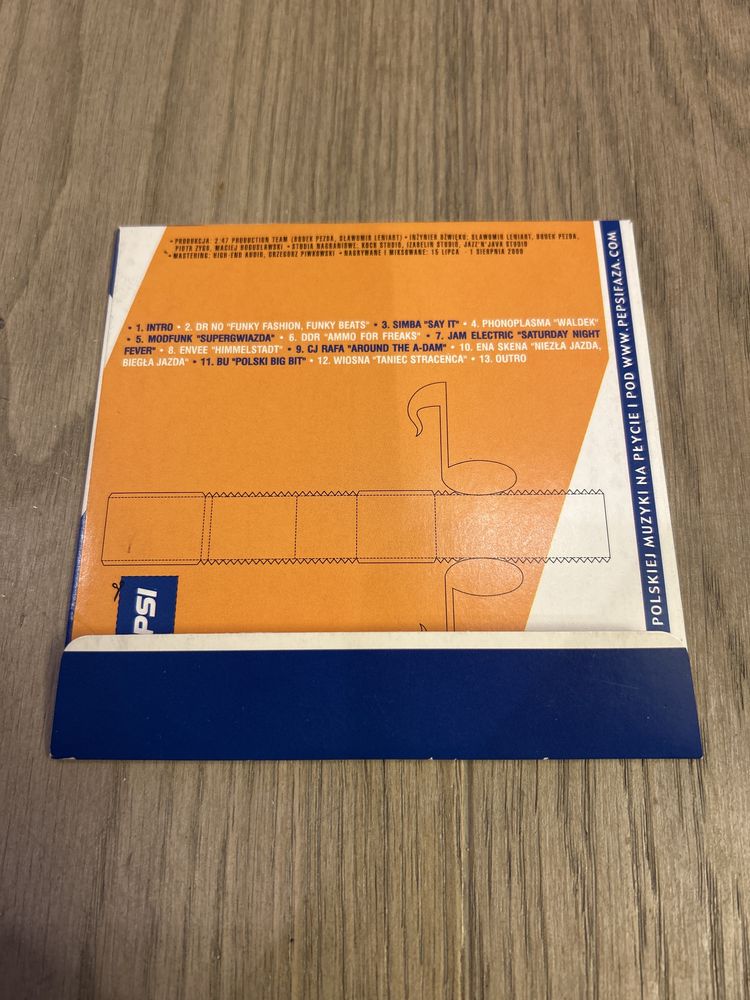 • PRODUKCJA: 2:47 PRODUCTION TEAM (BODEK PEZDA, SŁAWOMIR LENIART) • INŻYNIER DŹWIĘKU: SŁAWOMIR LENIART, BODEK PEZDA,
PIOTR ZYGO, MACIEJ BOGUSŁAWSKI • STUDIA NAGRANIOWE: KOCH STUDIO, IZABELIN STUDIO, JAZZ'N'JAVA STUDIO
• MASTERING: HIGH-END AUDIO, GRZEGORZ PIWKOWSKI • NAGRYWANE I MIKSOWANE: 15 LIPCA - 1 SIERPNIA 2000
• 1. INTRO • 2. DR NO "FUNKY FASHION, FUNKY BEATS" • 3. SIMBA "SAY IT" • 4. PHONOPLASMA "WALDEK"
• 5. MODFUNK "SUPERGWIAZDA" • 6. DDR "AMMO FOR FREAKS" • 7. JAM ELECTRIC "SATURDAY NIGHT
FEVER" • 8. ENVEE "HIMMELSTADT" • 9. CJ RAFA "AROUND THE A-DAM" • 10. ENA SKENA "NIEZŁA JAZDA,
BIEGŁA JAZDA" • 11. BU "POLSKI BIG BIT" • 12. WIOSNA "TANIEC STRACEŃCA" • 13. OUTRO
POLSKIEJ MUZYKI NA PŁYCIE I POD WWW.PEPSIFAZA.COM
PSI